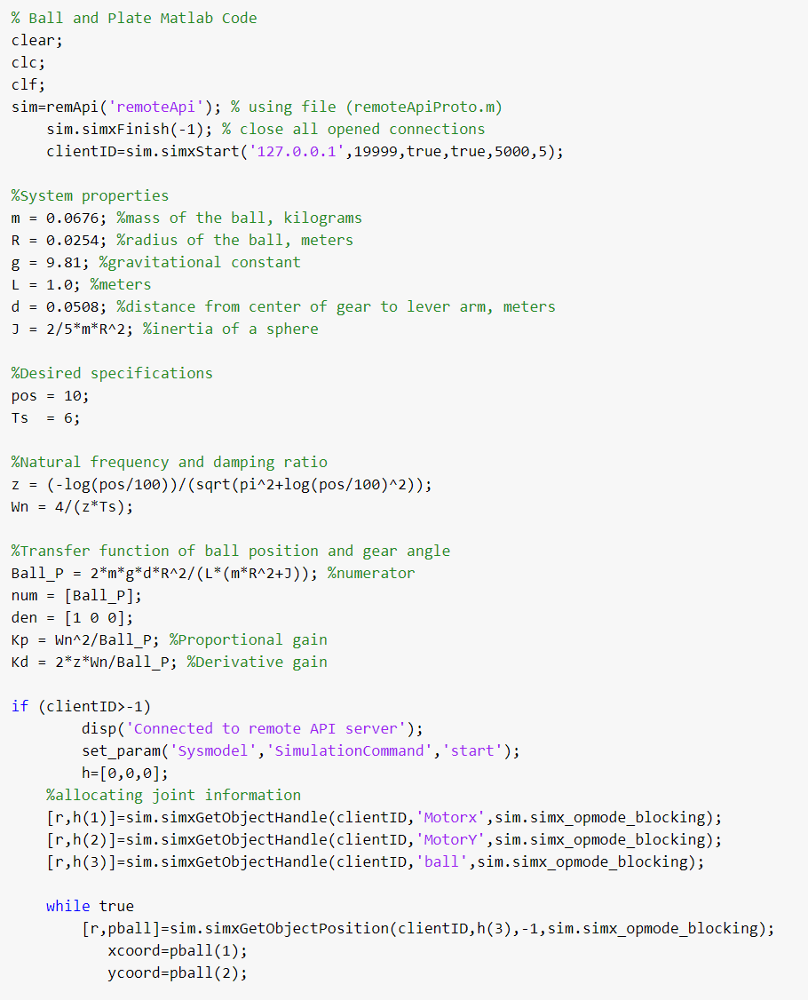 % Ball and Plate Matlab Code
clear;
clc;
clf;
sim=remApi('remoteApi'); % using file (remoteApiProto.m)
    sim.simxFinish(-1); % close all opened connections
    clientID=sim.simxStart('127.0.0.1',19999,true,true,5000,5);
%System properties
m = 0.0676; %mass of the ball, kilograms
R = 0.0254; %radius of the ball, meters
g = 9.81; %gravitational constant
L = 1.0; %meters
d = 0.0508; %distance from center of gear to lever arm, meters
J = 2/5*m*R^2; %inertia of a sphere
%Desired specifications
pos = 10;
Ts  = 6;
%Natural frequency and damping ratio
z = (-log(pos/100))/(sqrt(pi^2+log(pos/100)^2));
Wn = 4/(z*Ts);
%Transfer function of ball position and gear angle
Ball_P = 2*m*g*d*R^2/(L*(m*R^2+J)); %numerator
num = [Ball_P];
den = [1 0 0];
Kp = Wn^2/Ball_P; %Proportional gain
Kd = 2*z*Wn/Ball_P; %Derivative gain
if (clientID>-1)
        disp('Connected to remote API server');
        set_param('Sysmodel','SimulationCommand','start');
        h=[0,0,0];
    %allocating joint information
    [r,h(1)]=sim.simxGetObjectHandle(clientID,'Motorx',sim.simx_opmode_blocking);
    [r,h(2)]=sim.simxGetObjectHandle(clientID,'MotorY',sim.simx_opmode_blocking);
    [r,h(3)]=sim.simxGetObjectHandle(clientID,'ball',sim.simx_opmode_blocking);
    while true
        [r,pball]=sim.simxGetObjectPosition(clientID,h(3),-1,sim.simx_opmode_blocking);
           xcoord=pball(1);
           ycoord=pball(2);